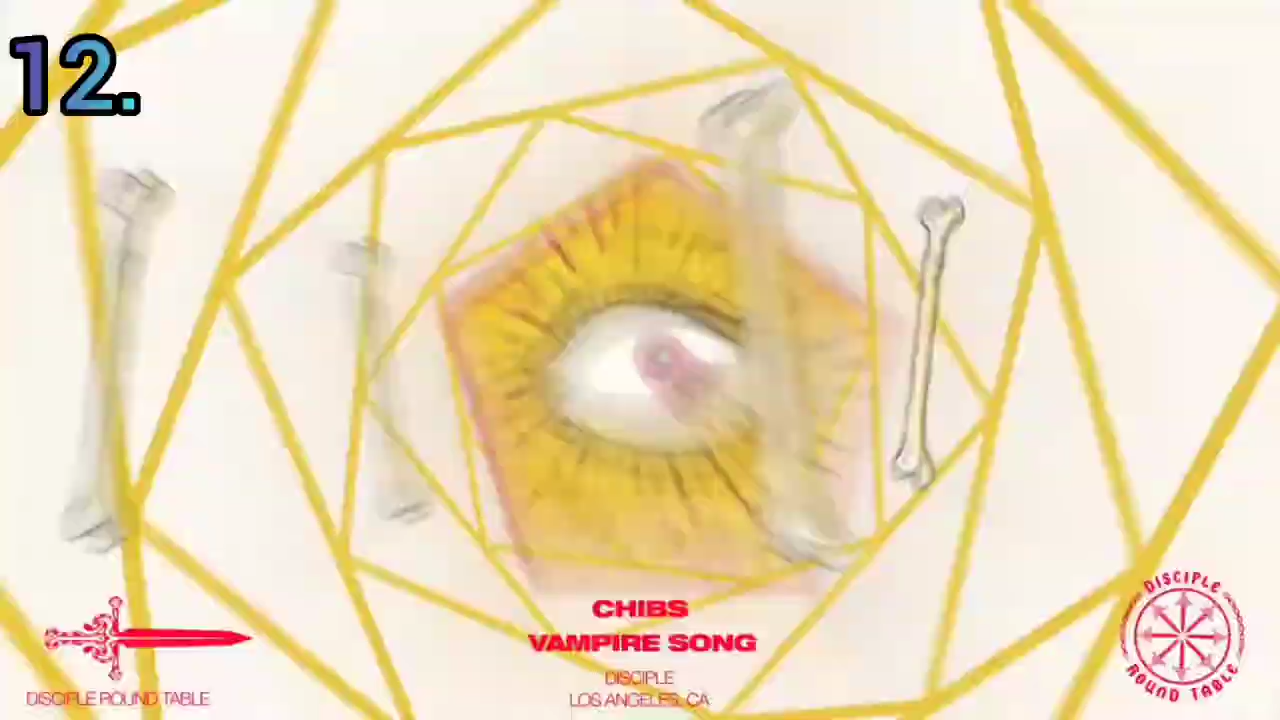 12.
CHIBS
VAMPIRE SONG
DISCIPLE
LOS ANGELES, CA
DISCIPLE ROUND TABLE
DISCIPLE
ROUND TABLE